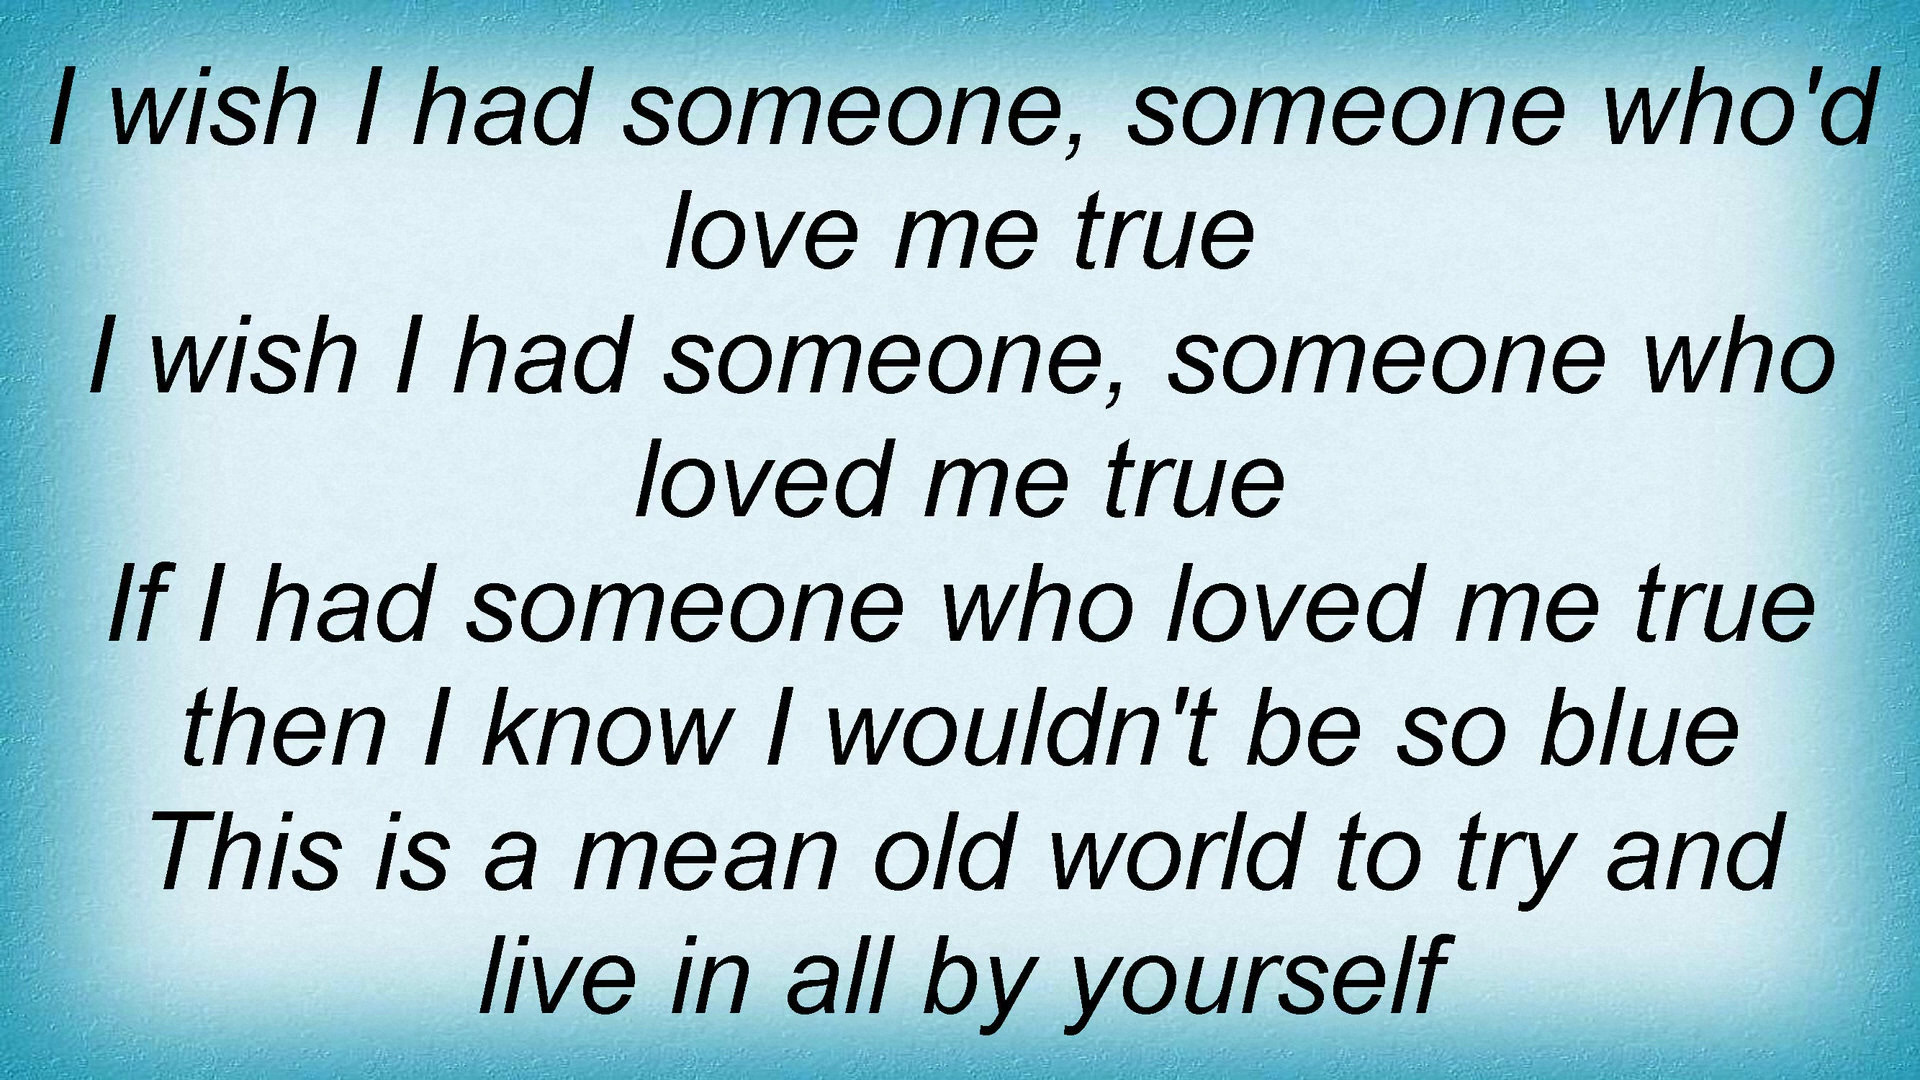 I wish I had someone, someone who'd
love me true
I wish I had someone, someone who
loved me true
If I had someone who loved me true
then I know I wouldn't be so blue
This is a mean old world to try and
live in all by yourself